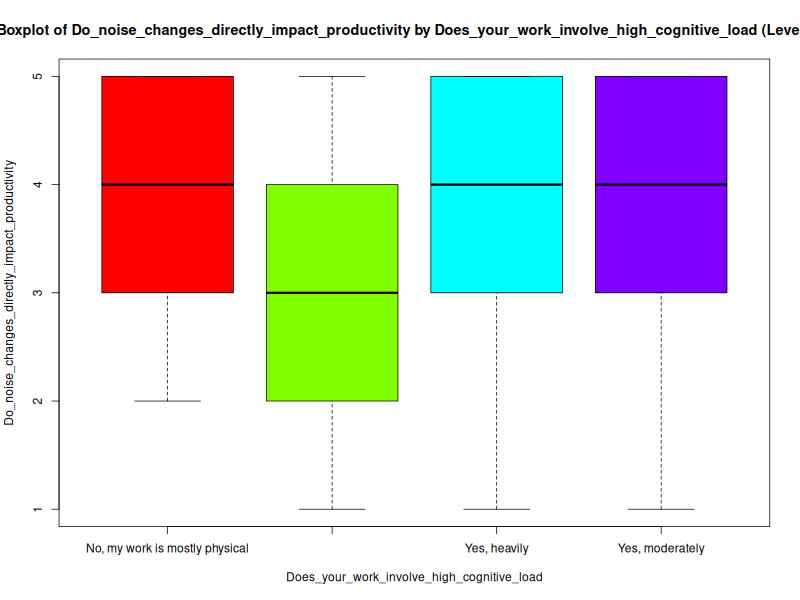 Boxplot of Do_noise_changes_directly_impact_productivity by Does_your_work_involve_high_cognitive_load (Leve
Do_noise_changes_directly_impact_productivity
5
4
3
2
1
No, my work is mostly physical
Yes, heavily
Yes, moderately
Does_your_work_involve_high_cognitive_load